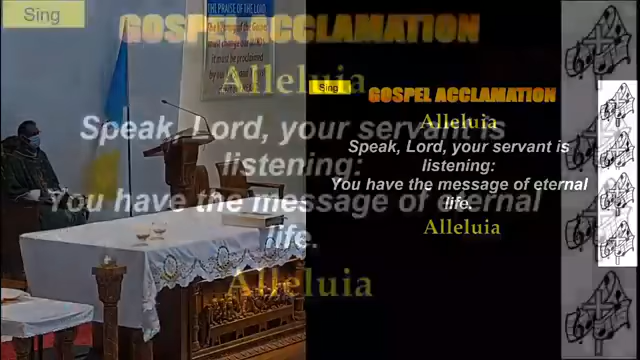 Sing
GOSPEL ACCLAMATION
Alleluia
Speak, Lord, your servant is
listening:
You have the message of eternal
life.
Alleluia
THE PRAISE OF THE LORD
Sing
GOSPEL ACCLAMATION
Alleluia
Speak, Lord, your servant is
listening:
You have the message of eternal
life.
Alleluia